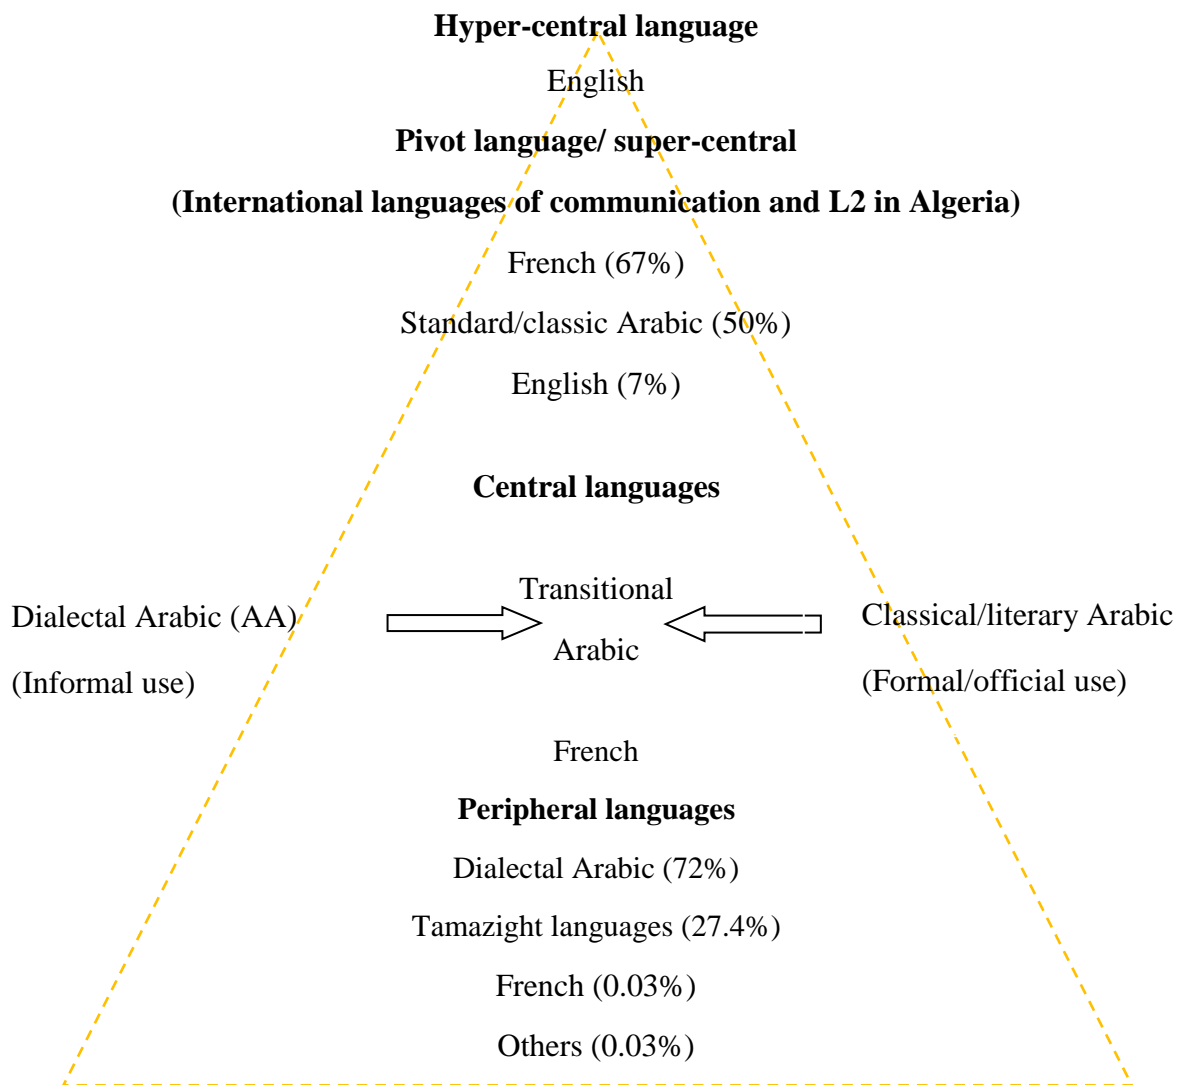 Hyper-central language
English
Pivot language/ super-central
(International languages of communication and L2 in Algeria)
French (67%)
Standard/classic Arabic (50%)
English (7%)
Central languages
Transitional
Dialectal Arabic (AA)
Classical/literary Arabic
Arabic
(Informal use)
(Formal/official use)
French
Peripheral languages
Dialectal Arabic (72%)
Tamazight languages (27.4%)
French (0.03%)
Others (0.03%)